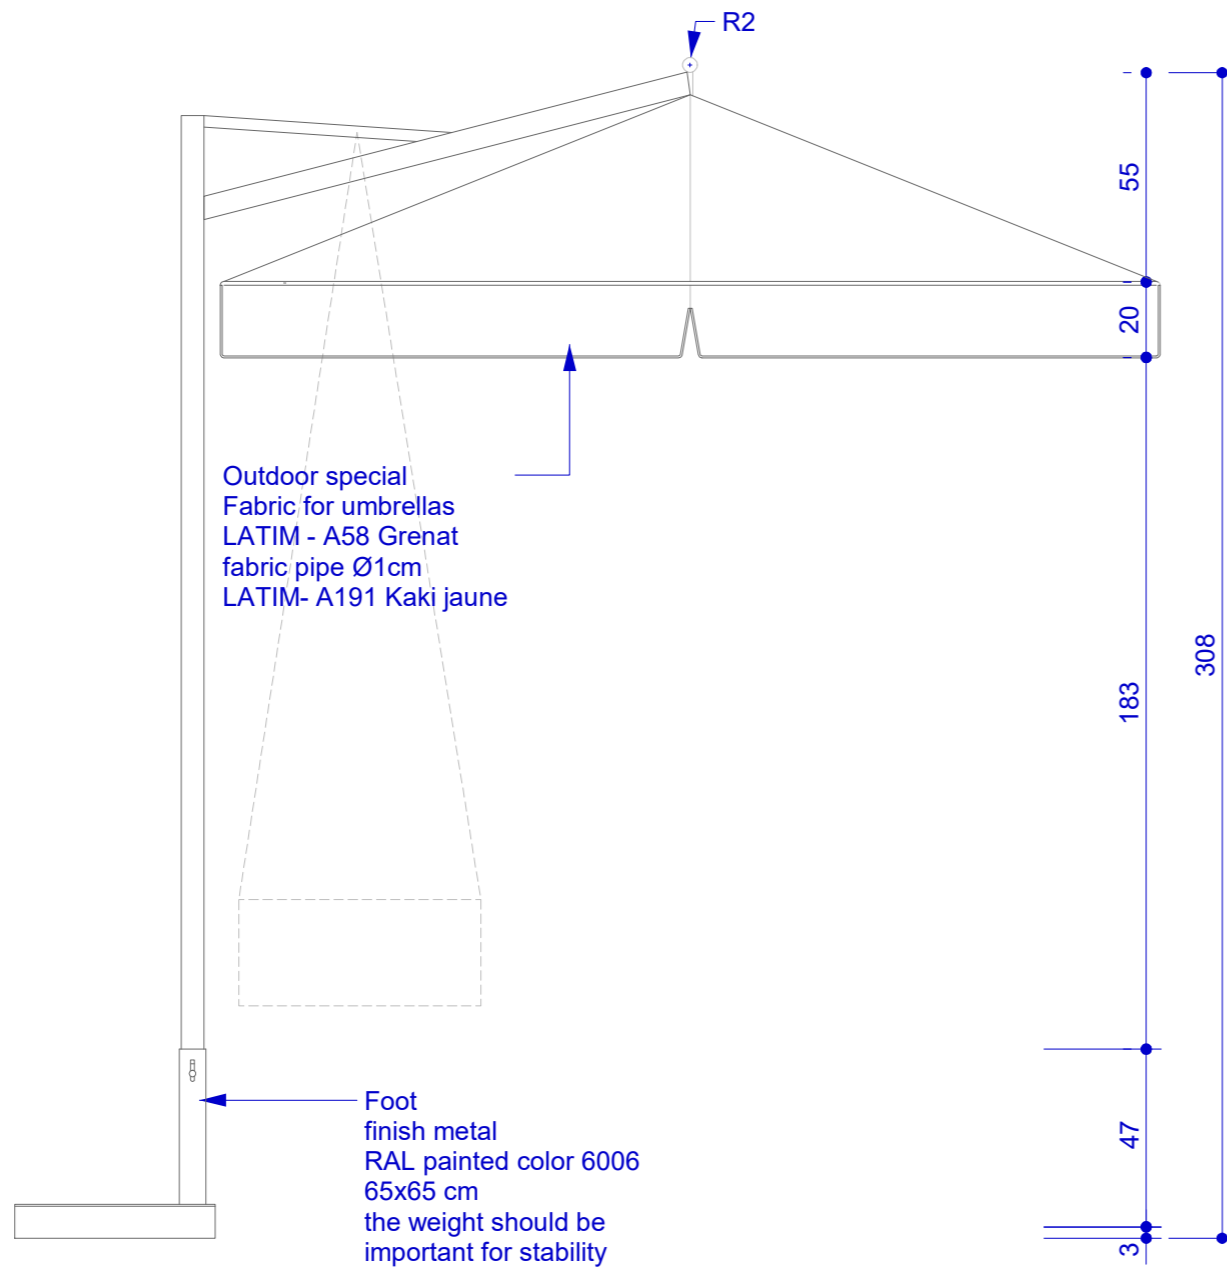 R2
55
20
Outdoor special
Fabric for umbrellas
LATIM - A58 Grenat
fabric pipe Ø1cm
LATIM- A191 Kaki jaune
308
183
Foot
finish metal
RAL painted color 6006
65x65 cm
the weight should be
important for stability
47
3